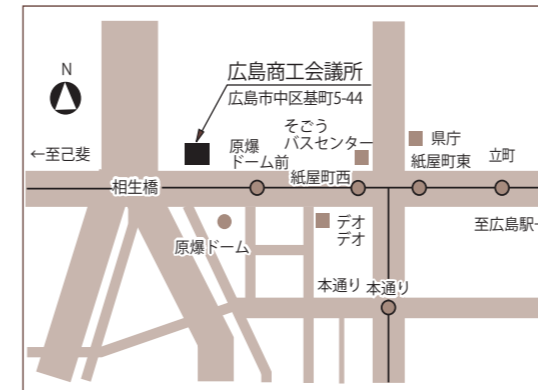 N
広島商工会議所
広島市中区基町5-44
そごう
バスセンター
県庁
←至己斐
原爆
ドーム前
紙屋町西
紙屋町東
立町
相生橋
原爆ドーム
デオ
デオ
至広島駅→
本通り
本通り